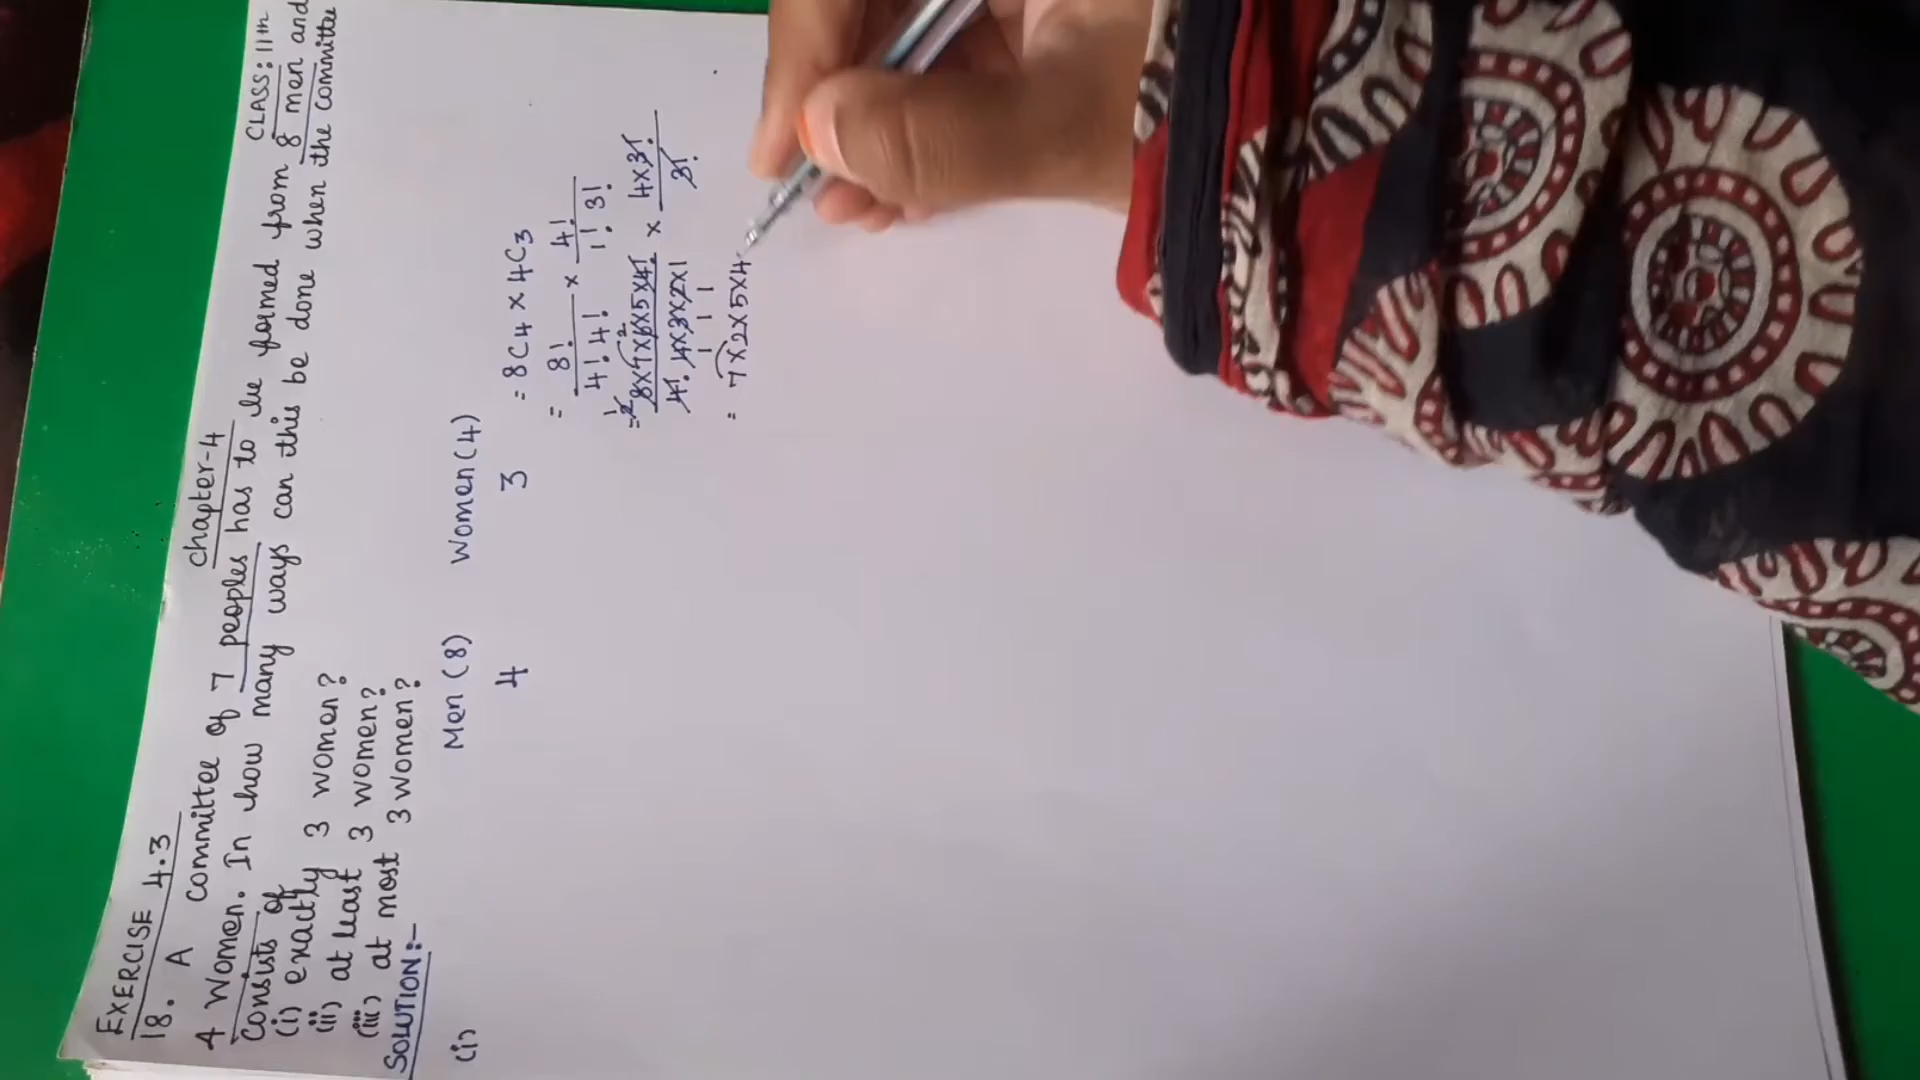 EXERCISE 4.3 chapter-4 CLASS: 11th
18. A committee of 7 peoples has to be formed from 8 men and
4 Women. In how many ways can this be done when the committe
Consists of
(i) exactly 3 women?
(ii) at least 3 women?
(iii) at most 3 women?
SOLUTION:-
(i) Men (8) Women (4)
4 3 = 8C4 × 4C3
= 8!/4! 4! × 4!/1! 3!
= 8×7×6×5×4!/4! 4×3×2×1 × 4×3!/3!
= 7×2×5×4